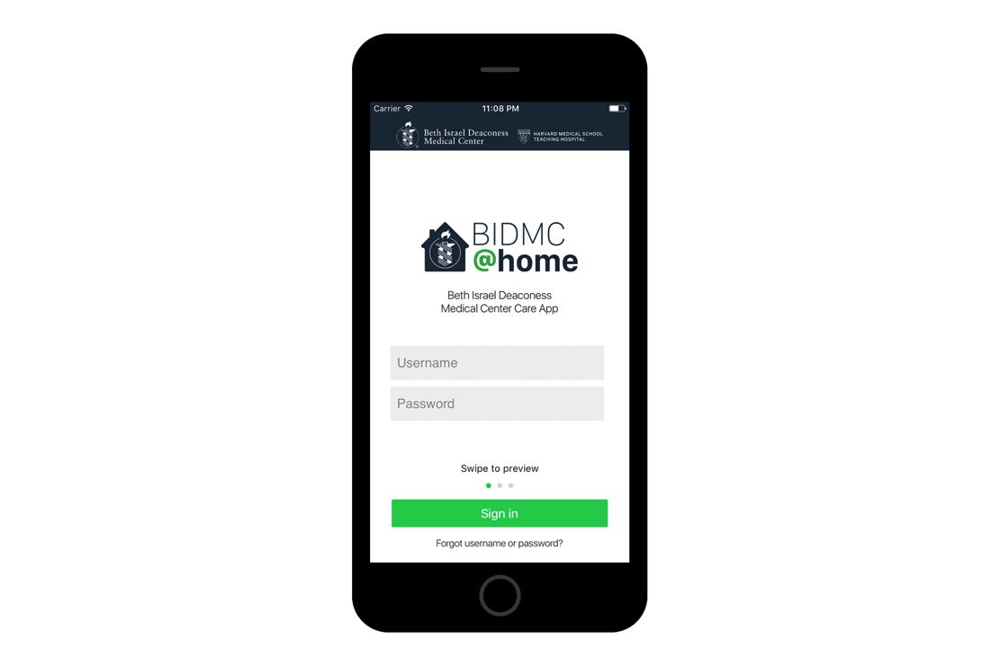 Carrier 11:08 PM
Beth Israel Deaconess
Medical Center
HARVARD MEDICAL SCHOOL
TEACHING HOSPITAL
BIDMC
@home
Beth Israel Deaconess
Medical Center Care App
Username
Password
Swipe to preview
Sign in
Forgot username or password?